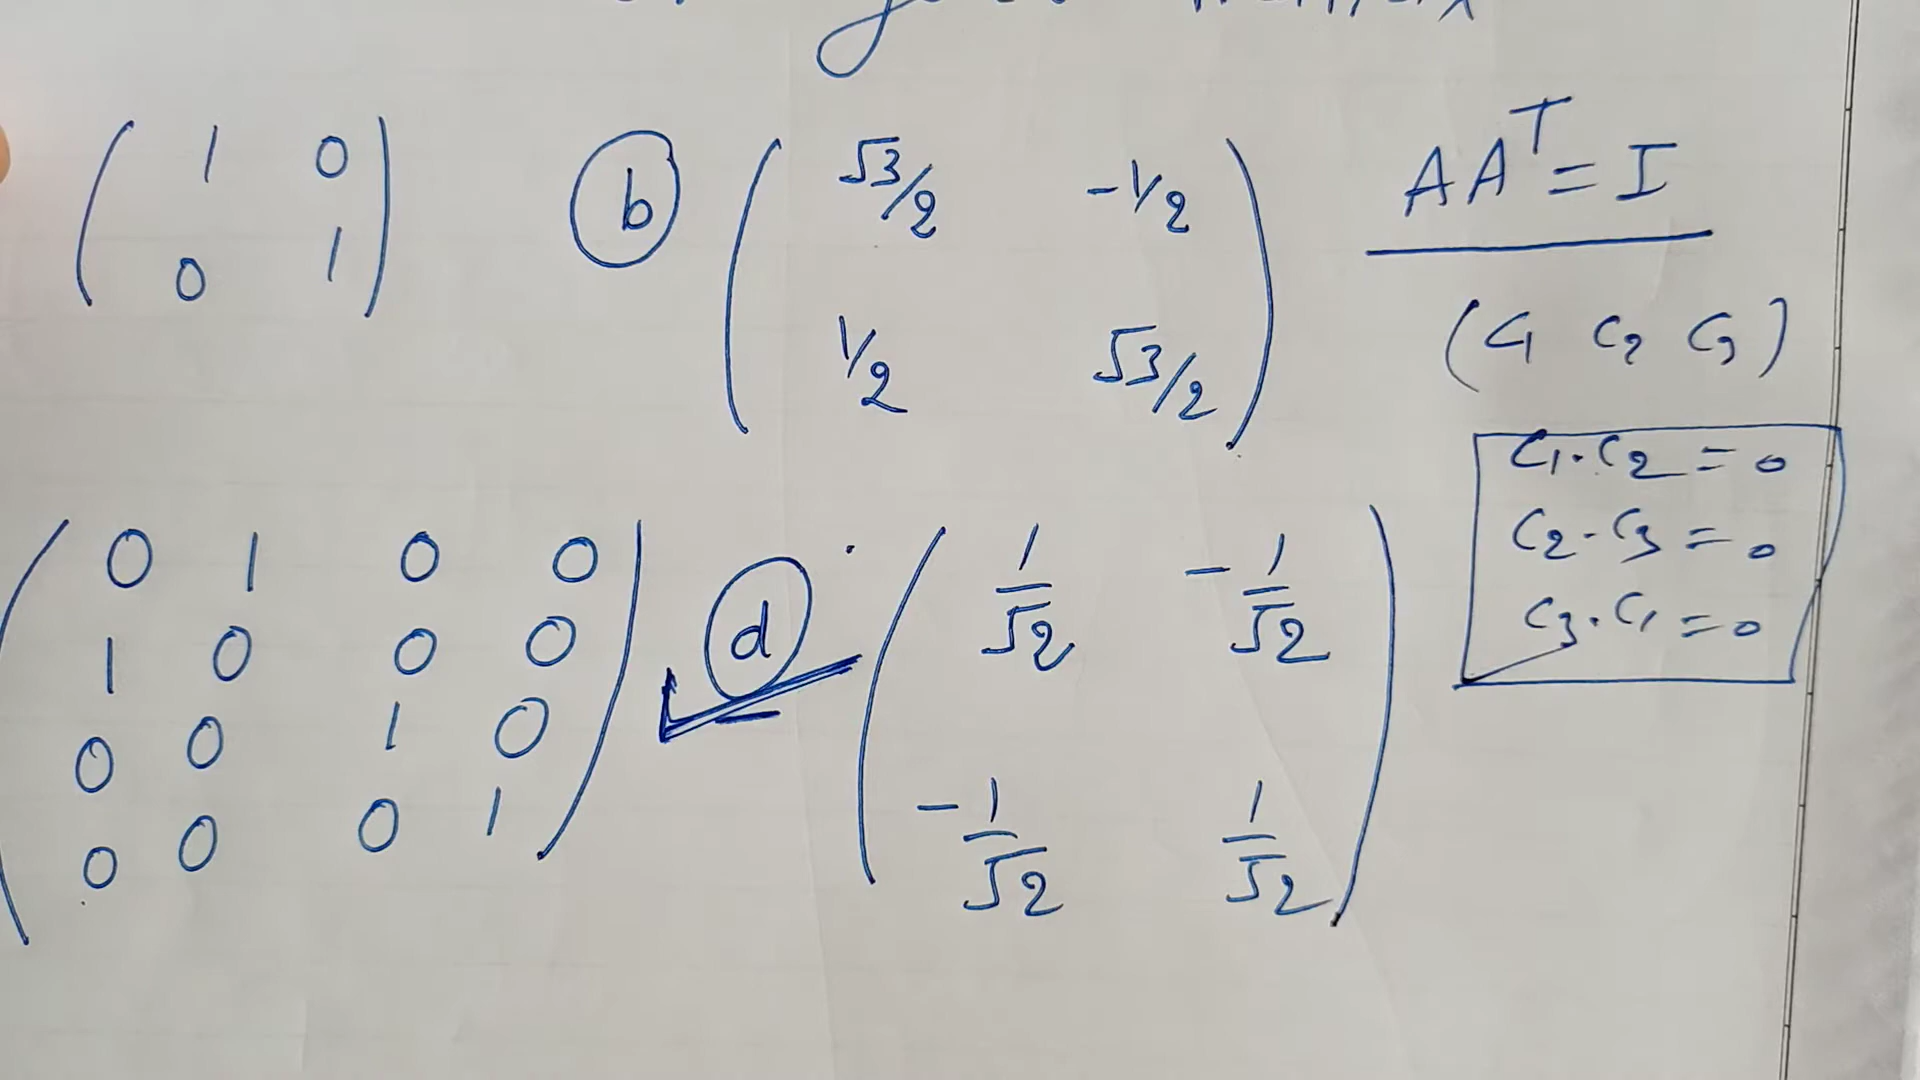 1 0
0 1
b
√3/2 -1/2
1/2 √3/2
AAᵀ = I
(C₁ C₂ C₃)
C₁·C₂ = 0
C₂·C₃ = 0
C₃·C₁ = 0
0 1 0 0
1 0 0 0
0 0 1 0
0 0 0 1
d
1/√2 -1/√2
-1/√2 1/√2